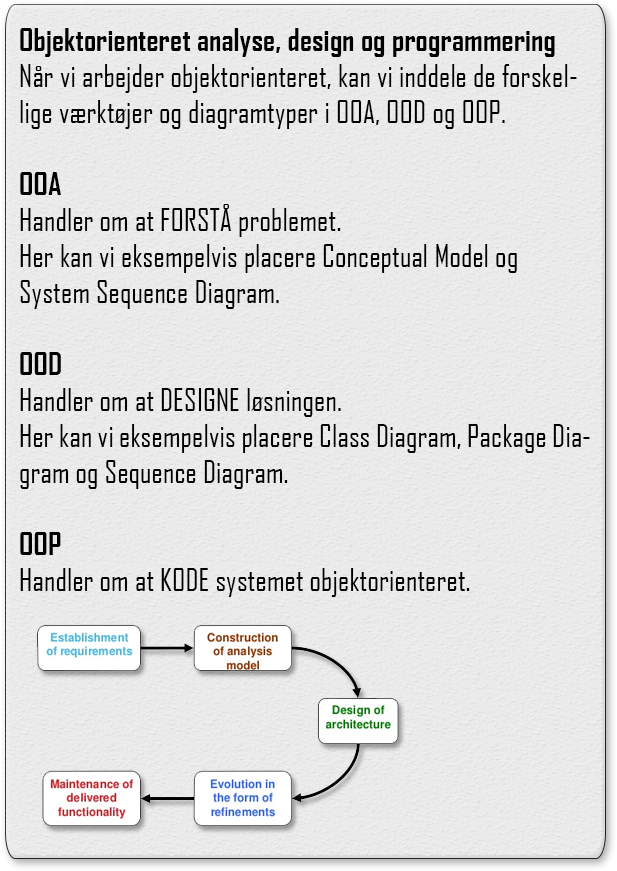 Objektorienteret analyse, design og programmering
Når vi arbejder objektorienteret, kan vi inddele de forskel-
lige værktøjer og diagramtyper i OOA, OOD og OOP.
OOA
Handler om at FORSTÅ problemet.
Her kan vi eksempelvis placere Conceptual Model og
System Sequence Diagram.
OOD
Handler om at DESIGNE løsningen.
Her kan vi eksempelvis placere Class Diagram, Package Dia-
gram og Sequence Diagram.
OOP
Handler om at KODE systemet objektorienteret.
Establishment
of requirements
Construction
of analysis
model
Design of
architecture
Evolution in
the form of
refinements
Maintenance of
delivered
functionality